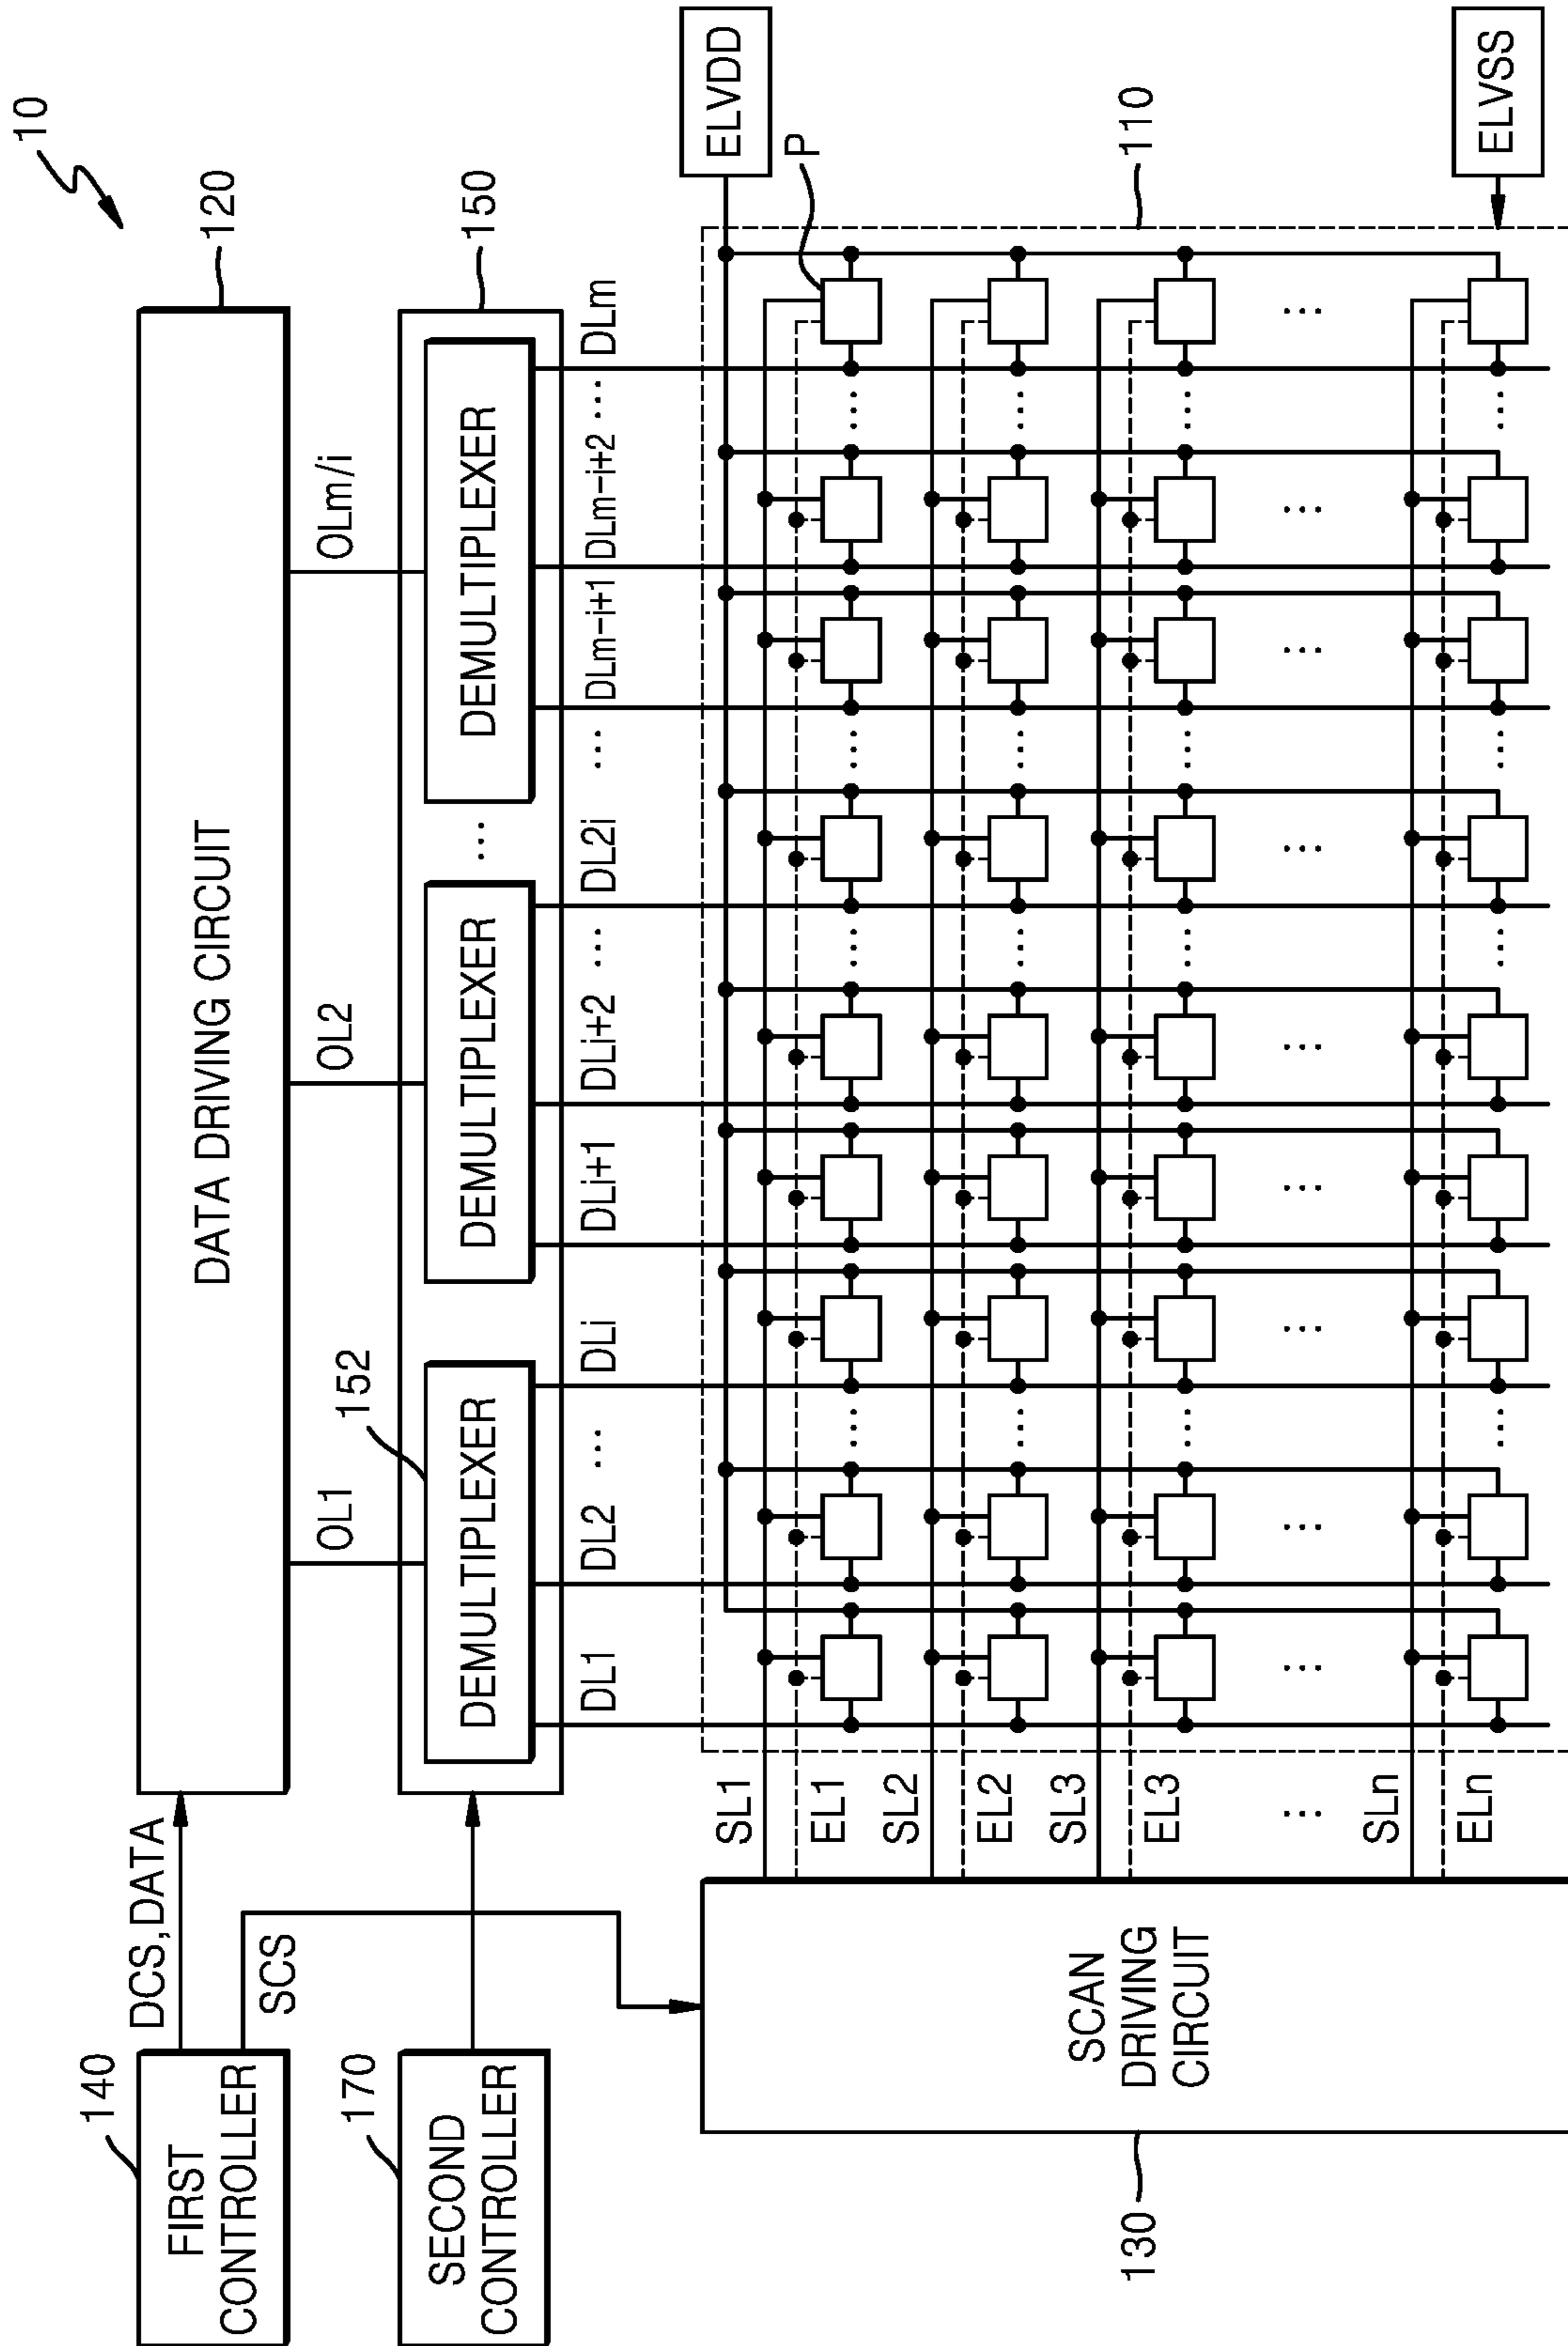 10
140
FIRST
CONTROLLER
DCS,DATA
SCS
DATA DRIVING CIRCUIT
120
170
SECOND
CONTROLLER
OL1
OL2
OLm/i
152
150
DEMULTIPLEXER
DEMULTIPLEXER
...
DEMULTIPLEXER
DL1
DL2
...
DLi
DLi+1
DLi+2
...
DL2i
...
DLm-i+1
DLm-i+2
...
DLm
ELVDD
P
110
ELVSS
SL1
EL1
SL2
EL2
SL3
EL3
...
SLn
ELn
SCAN
DRIVING
CIRCUIT
130